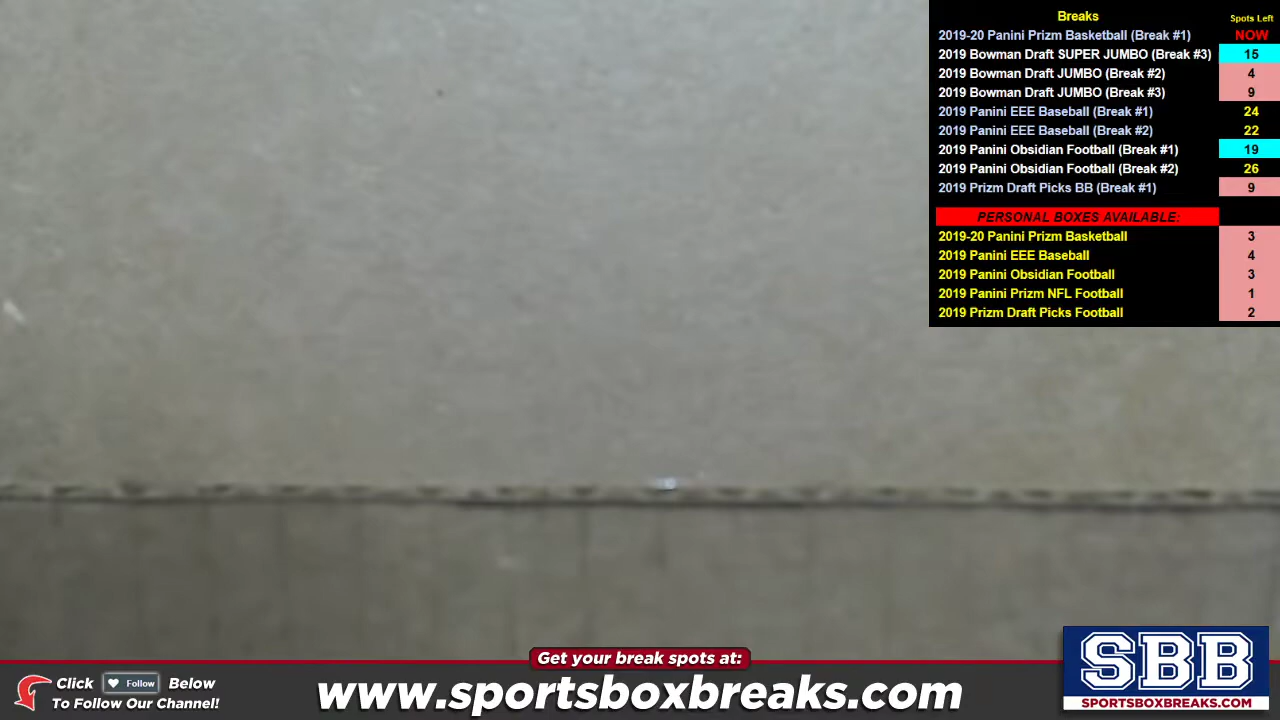 Breaks Spots Left
2019-20 Panini Prizm Basketball (Break #1) NOW
2019 Bowman Draft SUPER JUMBO (Break #3) 15
2019 Bowman Draft JUMBO (Break #2) 4
2019 Bowman Draft JUMBO (Break #3) 9
2019 Panini EEE Baseball (Break #1) 24
2019 Panini EEE Baseball (Break #2) 22
2019 Panini Obsidian Football (Break #1) 19
2019 Panini Obsidian Football (Break #2) 26
2019 Prizm Draft Picks BB (Break #1) 9
PERSONAL BOXES AVAILABLE:
2019-20 Panini Prizm Basketball 3
2019 Panini EEE Baseball 4
2019 Panini Obsidian Football 3
2019 Panini Prizm NFL Football 1
2019 Prizm Draft Picks Football 2
Get your break spots at:
Click Follow Below
To Follow Our Channel!
www.sportsboxbreaks.com
SBB
SPORTSBOXBREAKS.COM